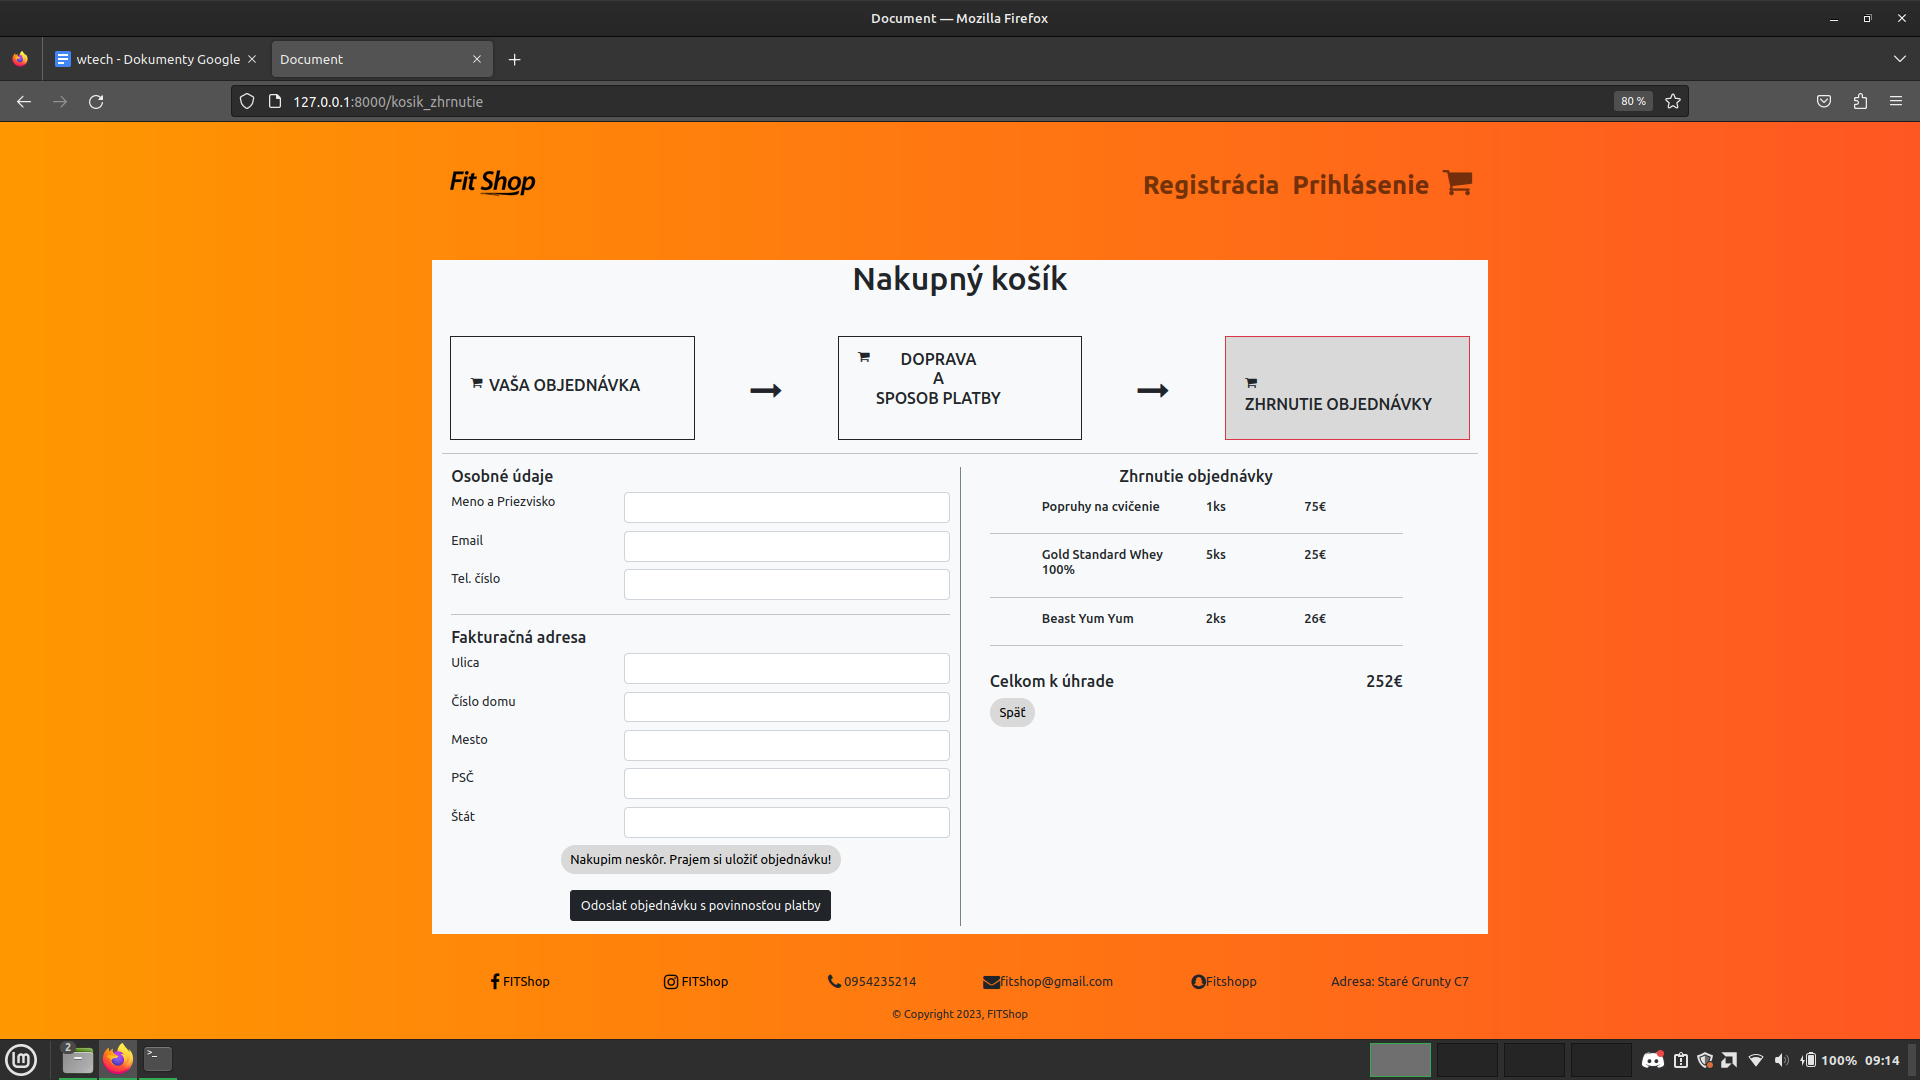 Document — Mozilla Firefox
wtech - Dokumenty Google
Document
127.0.0.1:8000/kosik_zhrnutie
80 %
Fit Shop
Registrácia Prihlásenie
Nakupný košík
VAŠA OBJEDNÁVKA
DOPRAVA
A
SPOSOB PLATBY
ZHRNUTIE OBJEDNÁVKY
Osobné údaje
Meno a Priezvisko
Email
Tel. číslo
Fakturačná adresa
Ulica
Číslo domu
Mesto
PSČ
Štát
Nakupim neskôr. Prajem si uložiť objednávku!
Odoslať objednávku s povinnosťou platby
Zhrnutie objednávky
Popruhy na cvičenie 1ks 75€
Gold Standard Whey 5ks 25€
100%
Beast Yum Yum 2ks 26€
Celkom k úhrade 252€
Späť
FITShop
FITShop
0954235214
fitshop@gmail.com
Fitshopp
Adresa: Staré Grunty C7
© Copyright 2023, FITShop
2
100% 09:14